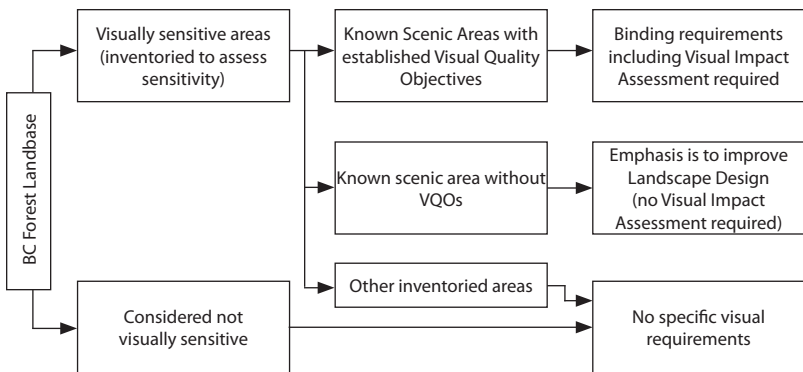 BC Forest Landbase
Visually sensitive areas
(inventoried to assess
sensitivity)
Known Scenic Areas with
established Visual Quality
Objectives
Binding requirements
including Visual Impact
Assessment required
Known scenic area without
VQOs
Emphasis is to improve
Landscape Design
(no Visual Impact
Assessment required)
Other inventoried areas
Considered not
visually sensitive
No specific visual
requirements